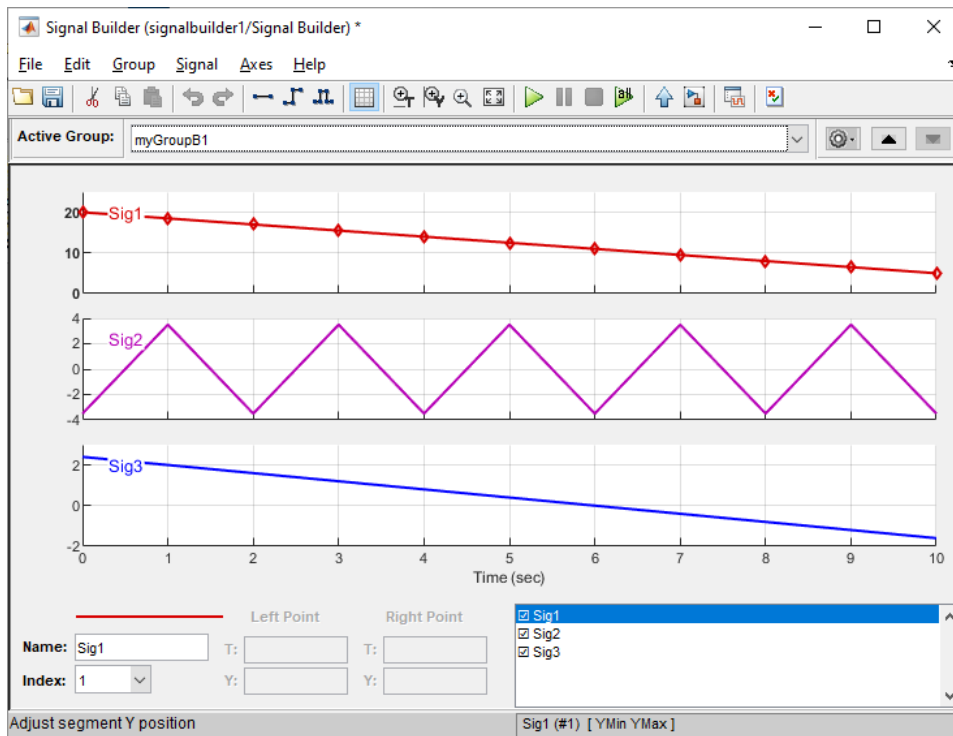 Signal Builder (signalbuilder1/Signal Builder) *
File Edit Group Signal Axes Help
Active Group: myGroupB1
20
10
0
Sig1
4
2
0
-2
-4
Sig2
2
0
-2
Sig3
0 1 2 3 4 5 6 7 8 9 10
Time (sec)
Left Point Right Point
Name: Sig1 T: T:
Index: 1 Y: Y:
Sig1
Sig2
Sig3
Adjust segment Y position
Sig1 (#1) [ YMin YMax ]